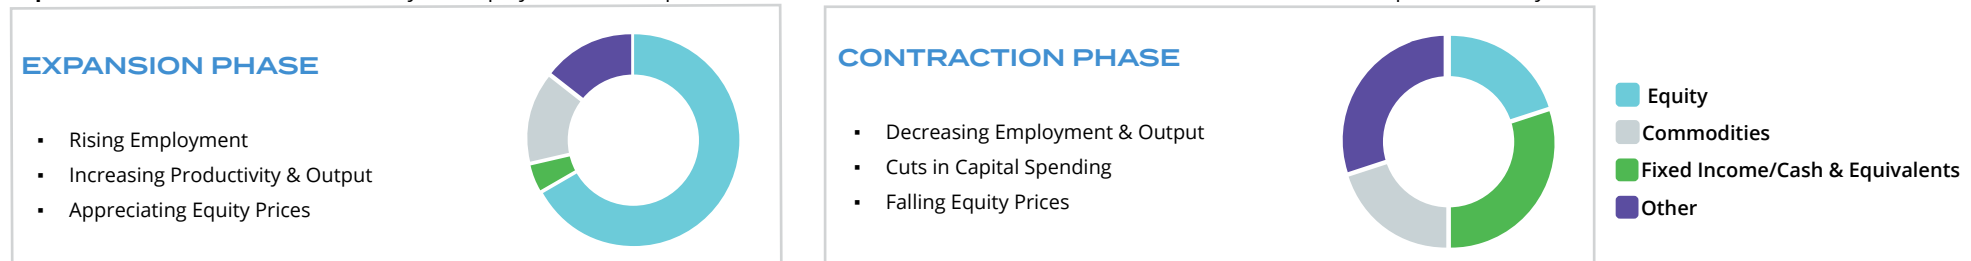 EXPANSION PHASE
▪ Rising Employment
▪ Increasing Productivity & Output
▪ Appreciating Equity Prices
CONTRACTION PHASE
▪ Decreasing Employment & Output
▪ Cuts in Capital Spending
▪ Falling Equity Prices
Equity
Commodities
Fixed Income/Cash & Equivalents
Other